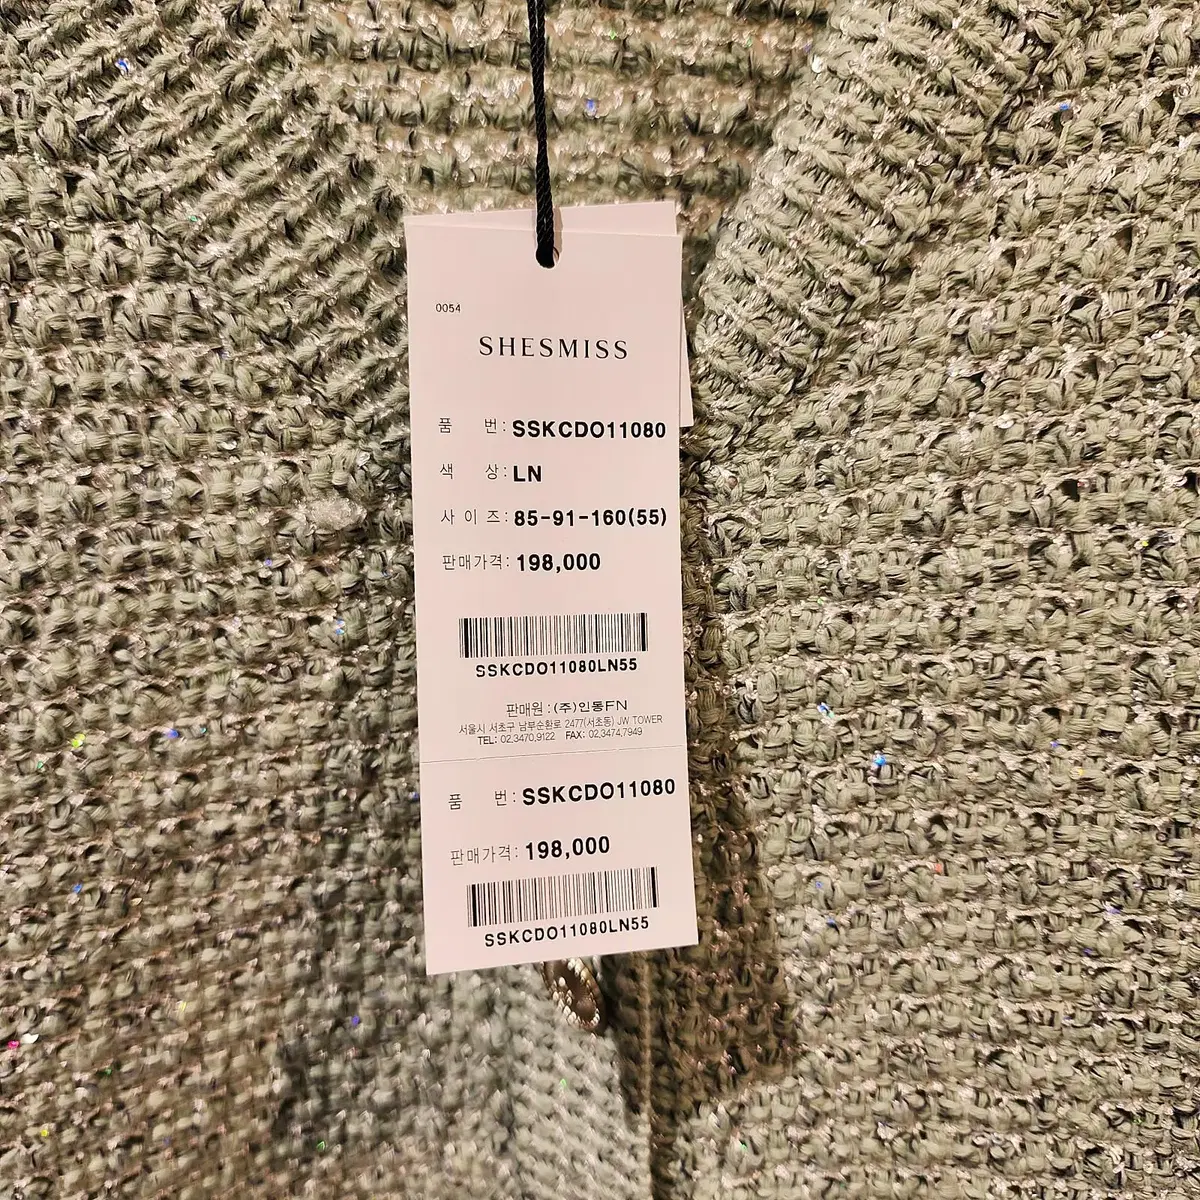 0054
SHESMISS
품 번: SSKCDO11080
색 상: LN
사 이 즈: 85-91-160(55)
판매가격: 198,000
SSKCDO11080LN55
판매원 : (주)인동FN
서울시 서초구 남부순환로 2477(서초동) JW TOWER
TEL: 02.3470.9122 FAX: 02.3474.7949
품 번: SSKCDO11080
판매가격: 198,000
SSKCDO11080LN55